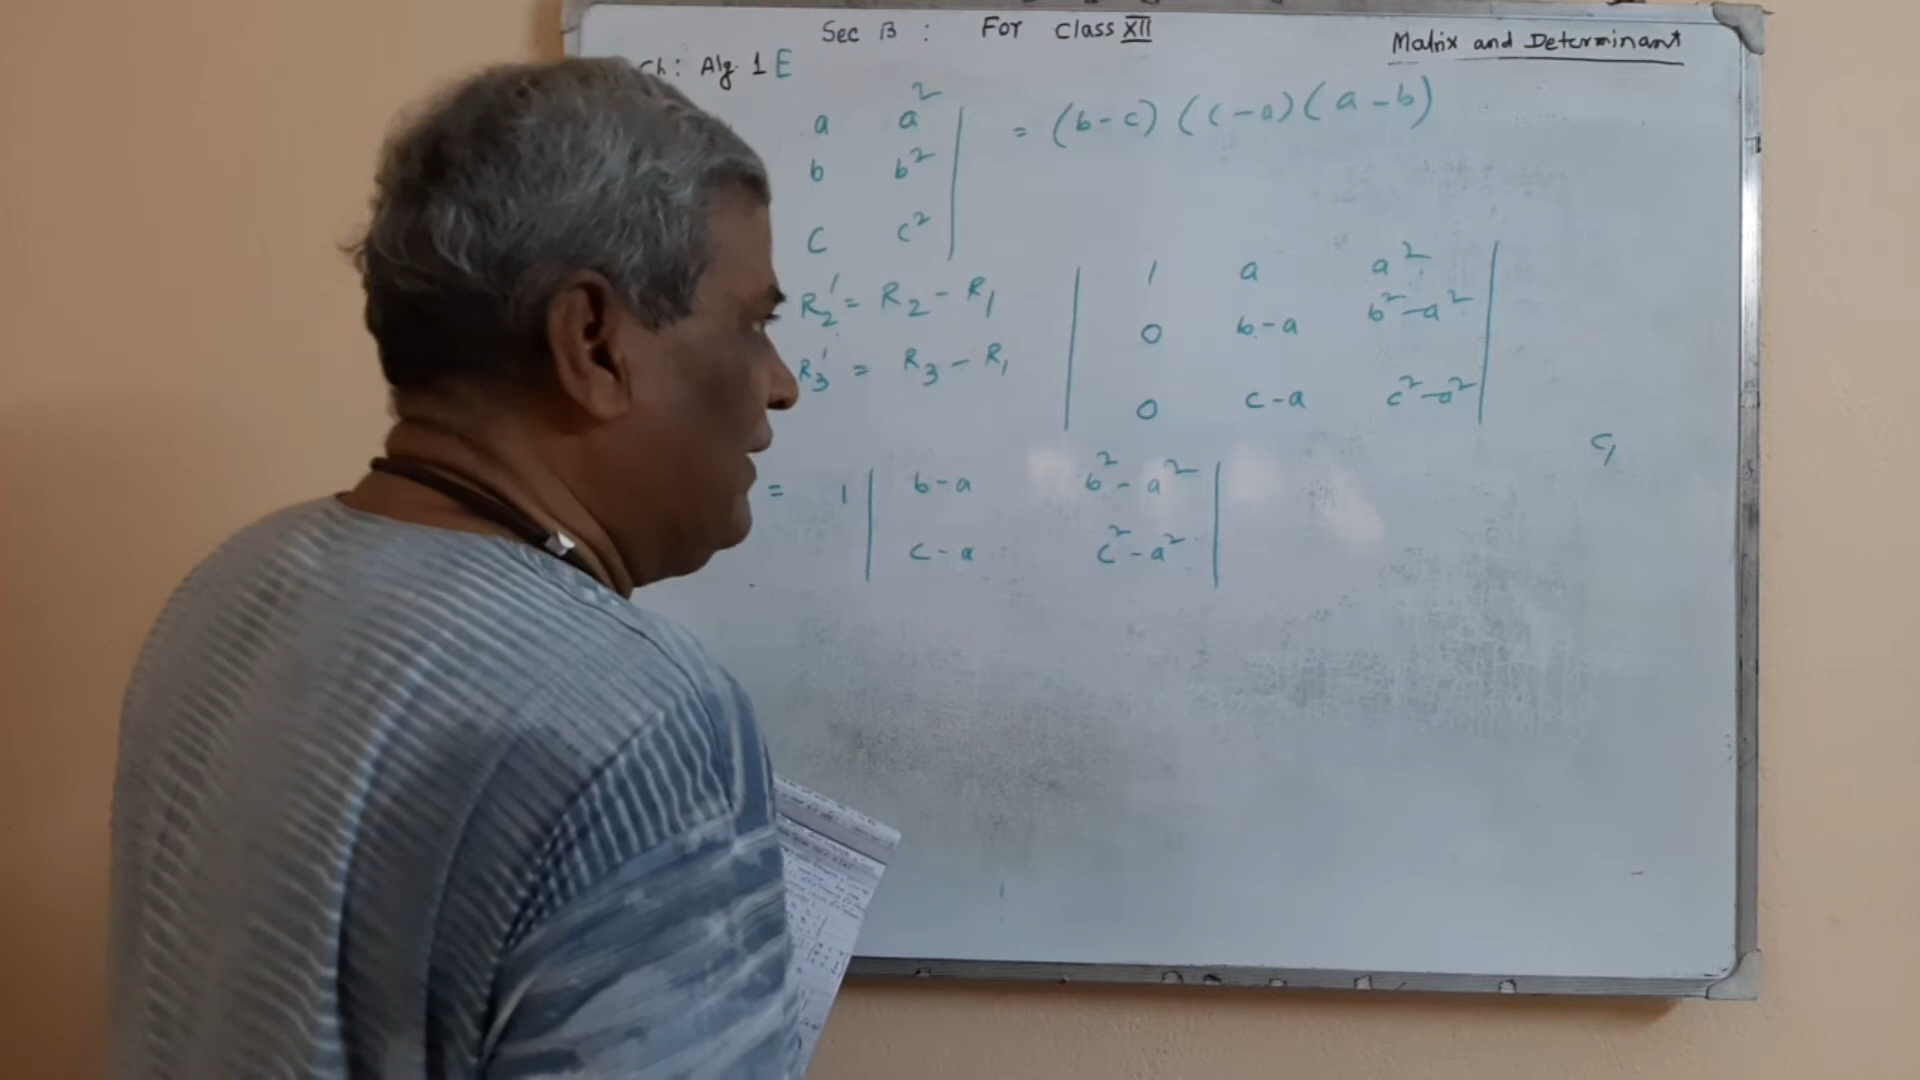 Sec B : For Class XII
Matrix and Determinant
Ch: Alg. 1 E
a a² = (b-c) (c-a) (a-b)
b b²
c c²
R₂' = R₂ - R₁
R₃' = R₃ - R₁
1 a a²
0 b-a b²-a²
0 c-a c²-a²
= 1 | b-a b²-a² |
c-a c²-a²